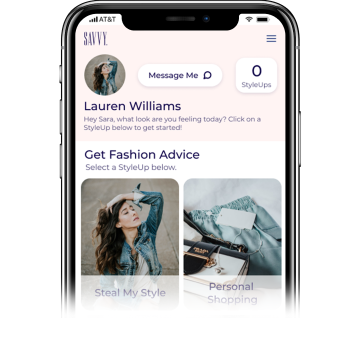 AT&T
SAVVY
Message Me
0
StyleUps
Lauren Williams
Hey Sara, what look are you feeling today? Click on a
StyleUp below to get started!
Get Fashion Advice
Select a StyleUp below.
Steal My Style
Personal
Shopping